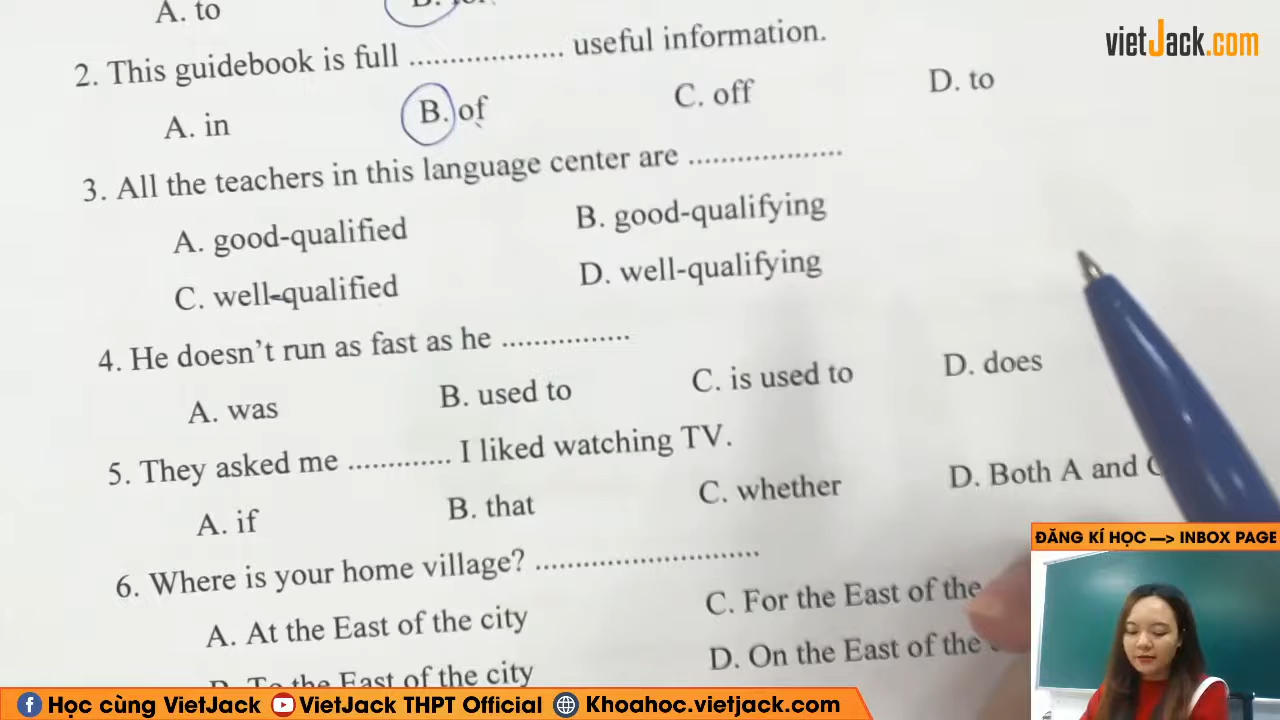 A. to
vietJack.com
2. This guidebook is full ................... useful information.
A. in B. of C. off D. to
3. All the teachers in this language center are ...................
A. good-qualified B. good-qualifying
C. well-qualified D. well-qualifying
4. He doesn't run as fast as he ................
A. was B. used to C. is used to D. does
5. They asked me ............. I liked watching TV.
A. if B. that C. whether D. Both A and C
6. Where is your home village? ............................
A. At the East of the city C. For the East of the
To the East of the city D. On the East of the
ĐĂNG KÍ HỌC —> INBOX PAGE
Học cùng VietJack VietJack THPT Official Khoahoc.vietjack.com